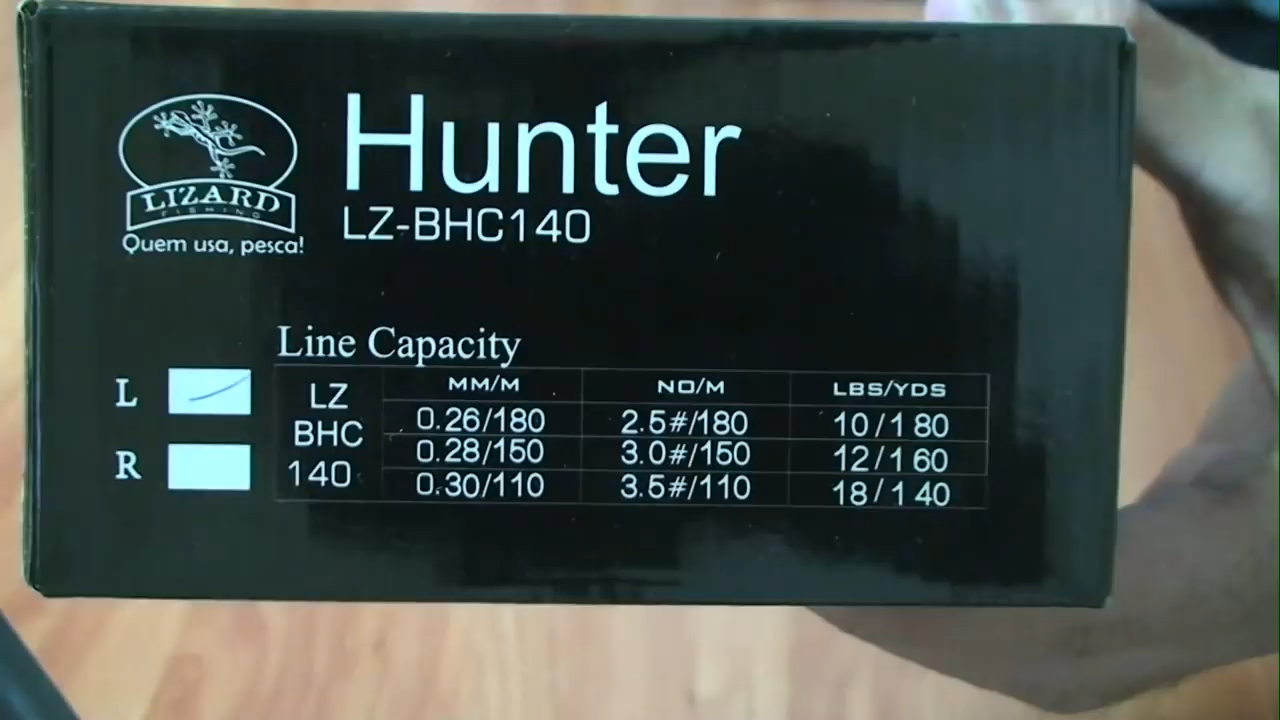 LIZARD
FISHING
Quem usa, pesca!
Hunter
LZ-BHC140
Line Capacity
L
R
LZ
BHC
140
MM/M NO/M LBS/YDS
0.26/180 2.5#/180 10/180
0.28/150 3.0#/150 12/160
0.30/110 3.5#/110 18/140